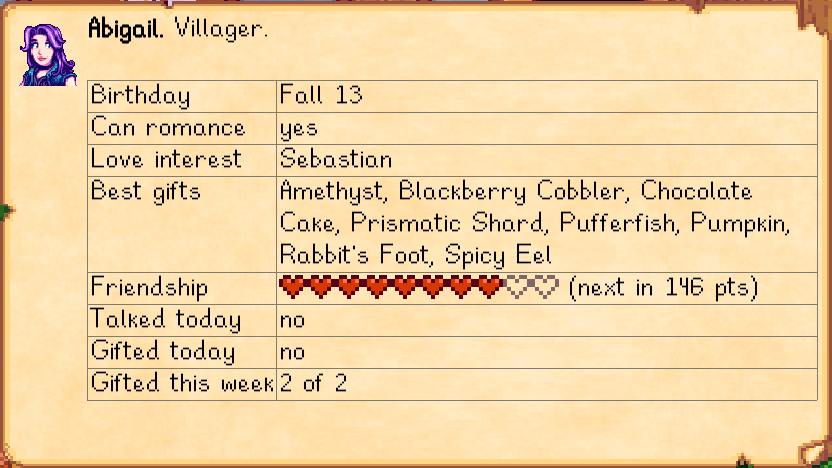 Abigail. Villager.
Birthday Fall 13
Can romance yes
Love interest Sebastian
Best gifts Amethyst, Blackberry Cobbler, Chocolate
Cake, Prismatic Shard, Pufferfish, Pumpkin,
Rabbit's Foot, Spicy Eel
Friendship (next in 146 pts)
Talked today no
Gifted today no
Gifted this week 2 of 2